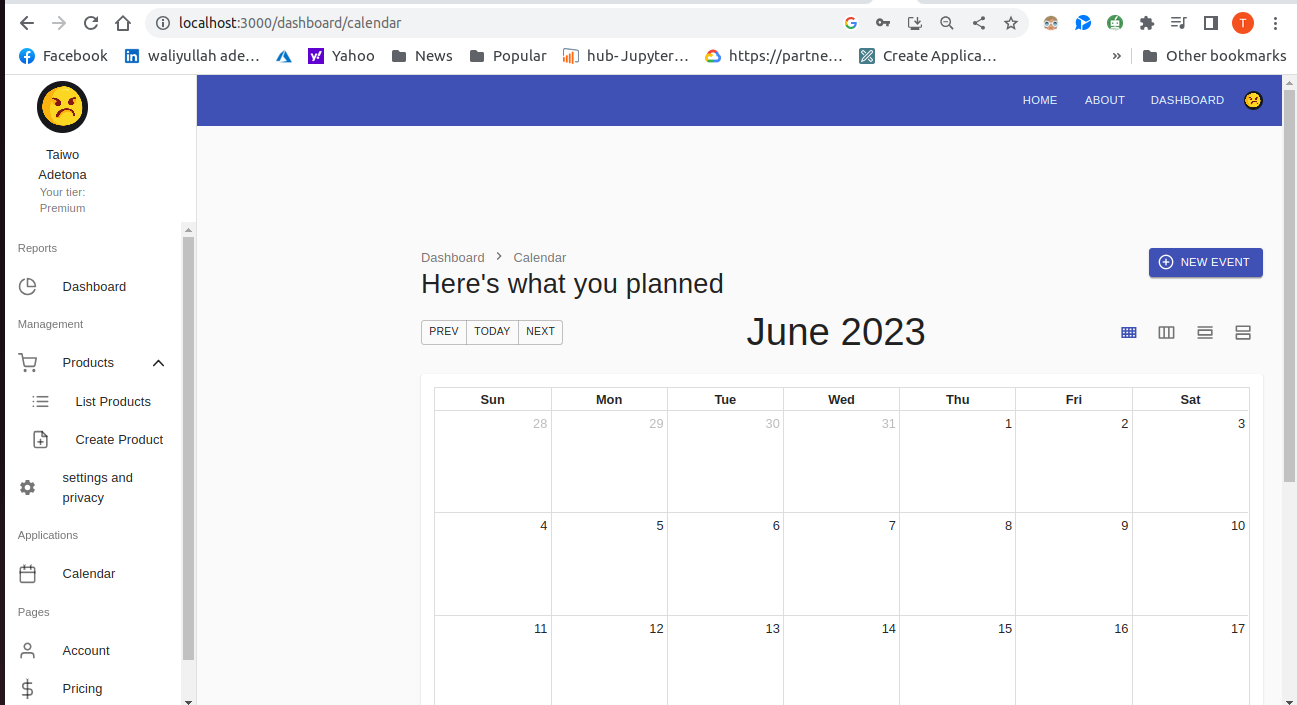 localhost:3000/dashboard/calendar
T
Facebook
waliyullah ade...
Yahoo
News
Popular
hub-Jupyter...
https://partne...
Create Applica...
»
Other bookmarks
HOME ABOUT DASHBOARD
Taiwo
Adetona
Your tier:
Premium
Reports
Dashboard
Management
Products
List Products
Create Product
settings and
privacy
Applications
Calendar
Pages
Account
Pricing
Dashboard > Calendar
NEW EVENT
Here's what you planned
PREV TODAY NEXT
June 2023
Sun Mon Tue Wed Thu Fri Sat
28 29 30 31 1 2 3
4 5 6 7 8 9 10
11 12 13 14 15 16 17